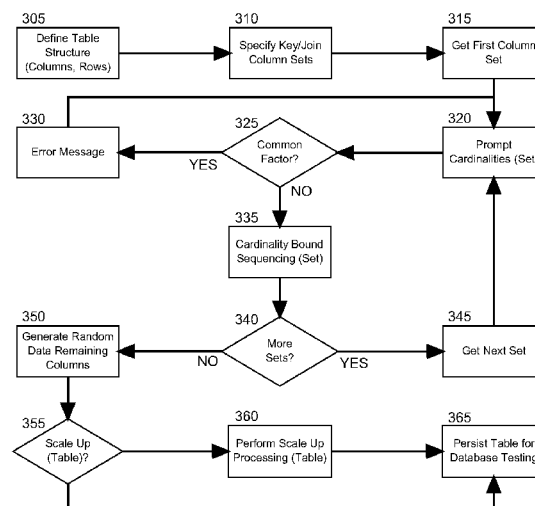 305
Define Table
Structure
(Columns, Rows)
310
Specify Key/Join
Column Sets
315
Get First Column
Set
330
Error Message
325
Common
Factor?
YES
NO
320
Prompt
Cardinalities (Set
335
Cardinality Bound
Sequencing (Set)
350
Generate Random
Data Remaining
Columns
340
More
Sets?
NO
YES
345
Get Next Set
355
Scale Up
(Table)?
360
Perform Scale Up
Processing (Table)
365
Persist Table for
Database Testing